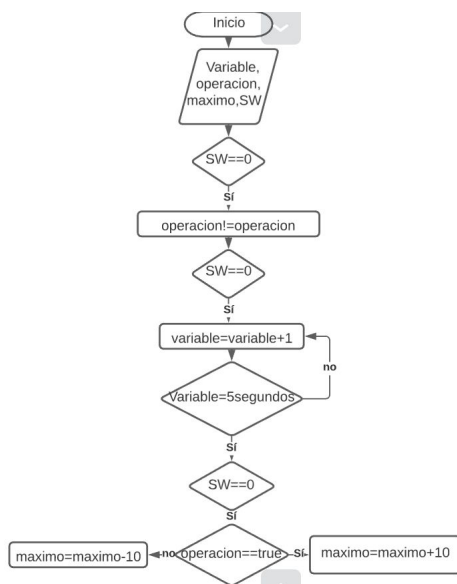 Inicio
Variable,
operacion,
maximo,SW
SW==0
Sí
operacion!=operacion
SW==0
Sí
variable=variable+1
no
Variable=5segundos
Sí
SW==0
Sí
maximo=maximo-10
no
operacion==true
Sí
maximo=maximo+10